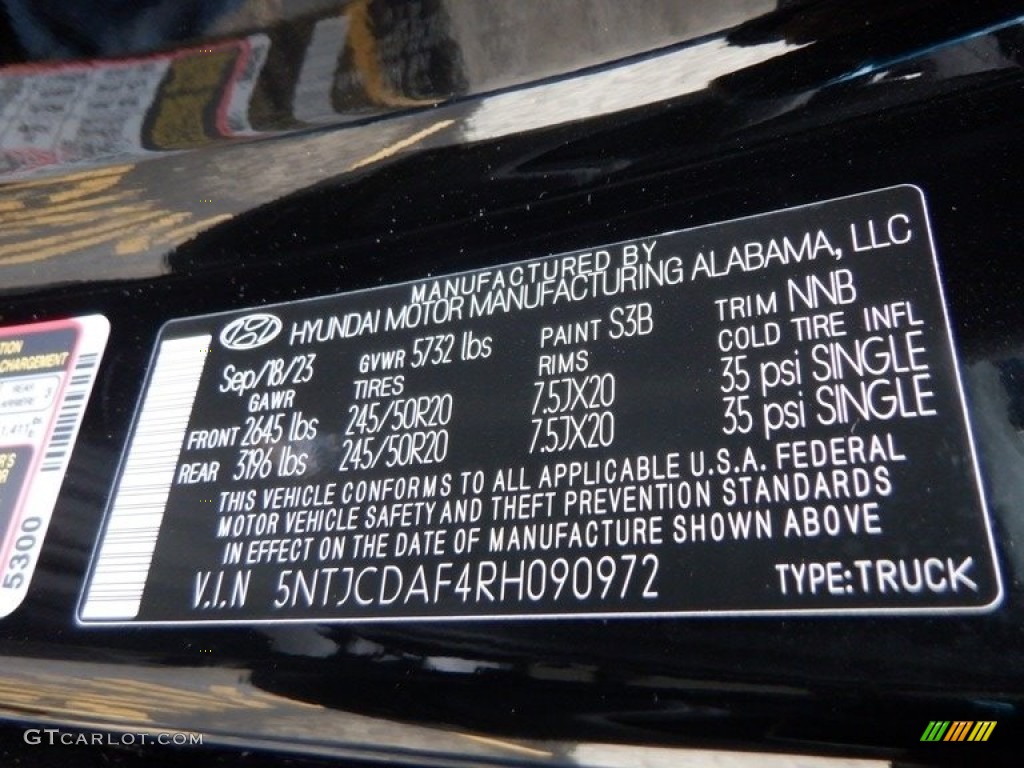 MANUFACTURED BY
HYUNDAI MOTOR MANUFACTURING ALABAMA, LLC
Sep/18/23 GVWR 5732 lbs PAINT S3B TRIM NNB
GAWR TIRES RIMS COLD TIRE INFL
FRONT 2645 lbs 245/50R20 7.5JX20 35 psi SINGLE
REAR 3196 lbs 245/50R20 7.5JX20 35 psi SINGLE
THIS VEHICLE CONFORMS TO ALL APPLICABLE U.S.A. FEDERAL
MOTOR VEHICLE SAFETY AND THEFT PREVENTION STANDARDS
IN EFFECT ON THE DATE OF MANUFACTURE SHOWN ABOVE
V.I.N 5NTJCDAF4RH090972 TYPE:TRUCK
5300
GTCARLOT.COM